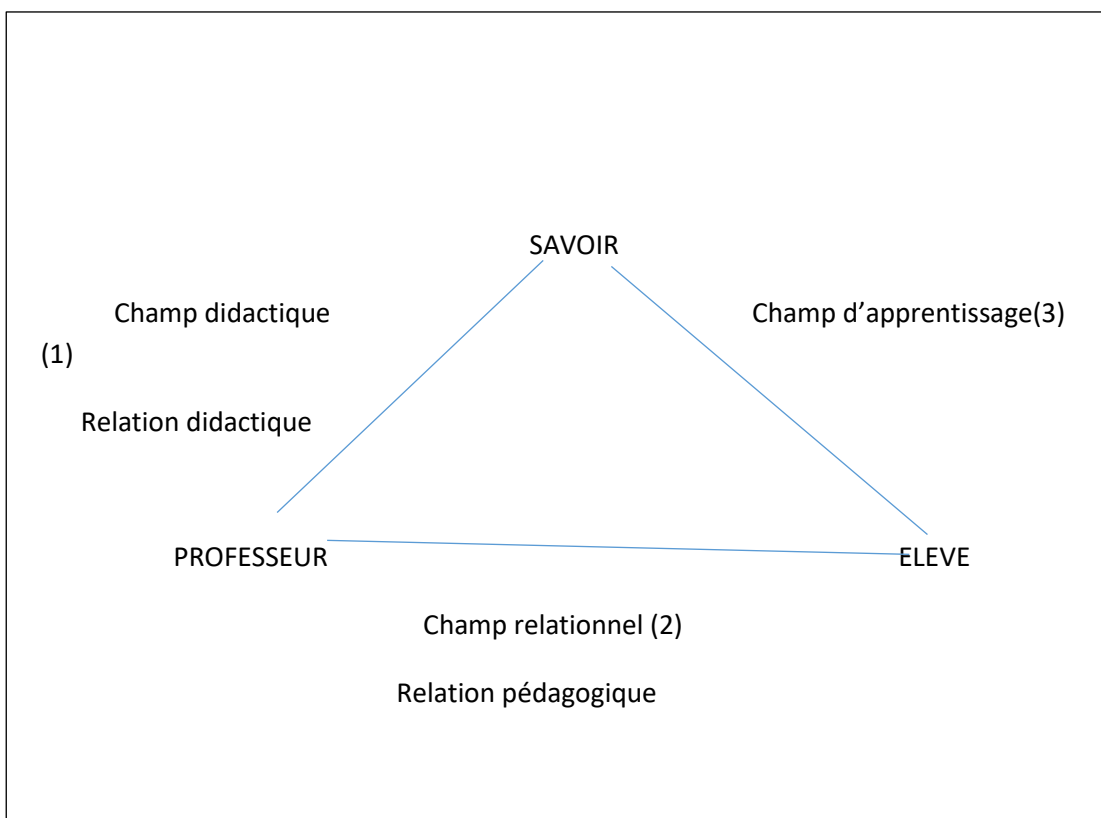 SAVOIR
Champ didactique
(1)
Champ d’apprentissage(3)
Relation didactique
PROFESSEUR
ELEVE
Champ relationnel (2)
Relation pédagogique